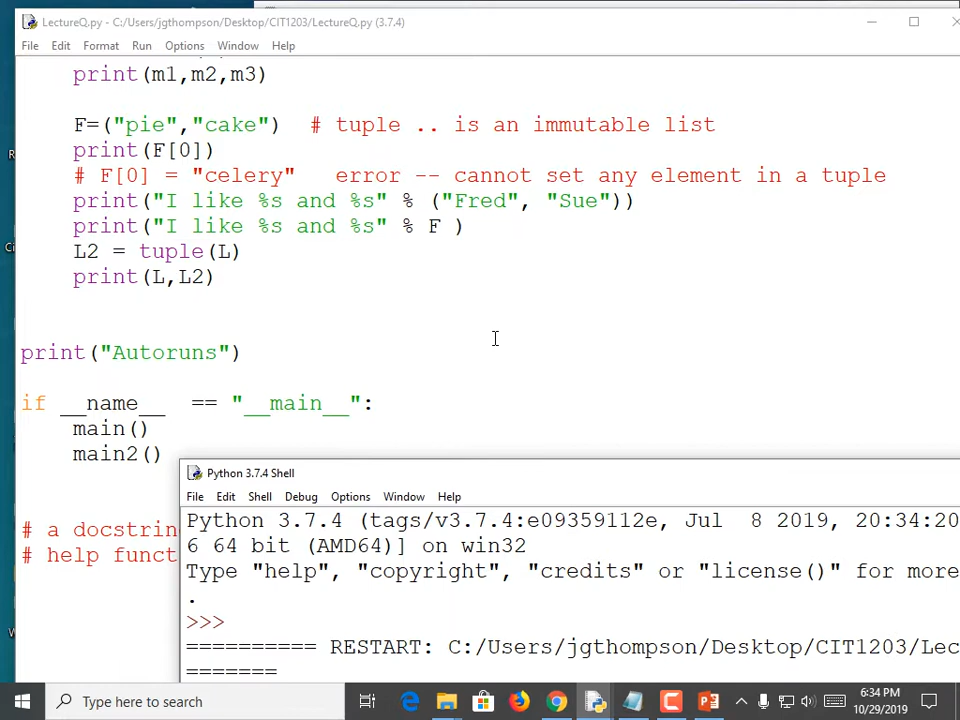 LectureQ.py - C:/Users/jgthompson/Desktop/CIT1203/LectureQ.py (3.7.4)
File Edit Format Run Options Window Help
print(m1,m2,m3)
F=("pie","cake")  # tuple .. is an immutable list
print(F[0])
# F[0] = "celery"   error -- cannot set any element in a tuple
print("I like %s and %s" % ("Fred", "Sue"))
print("I like %s and %s" % F )
L2 = tuple(L)
print(L,L2)
print("Autoruns")
if __name__  == "__main__":
main()
main2()
# a docstring
# help funct
Python 3.7.4 Shell
File Edit Shell Debug Options Window Help
Python 3.7.4 (tags/v3.7.4:e09359112e, Jul  8 2019, 20:34:20
6 64 bit (AMD64)] on win32
Type "help", "copyright", "credits" or "license()" for more
.
>>>
========== RESTART: C:/Users/jgthompson/Desktop/CIT1203/Lec
=======
Type here to search
6:34 PM
10/29/2019